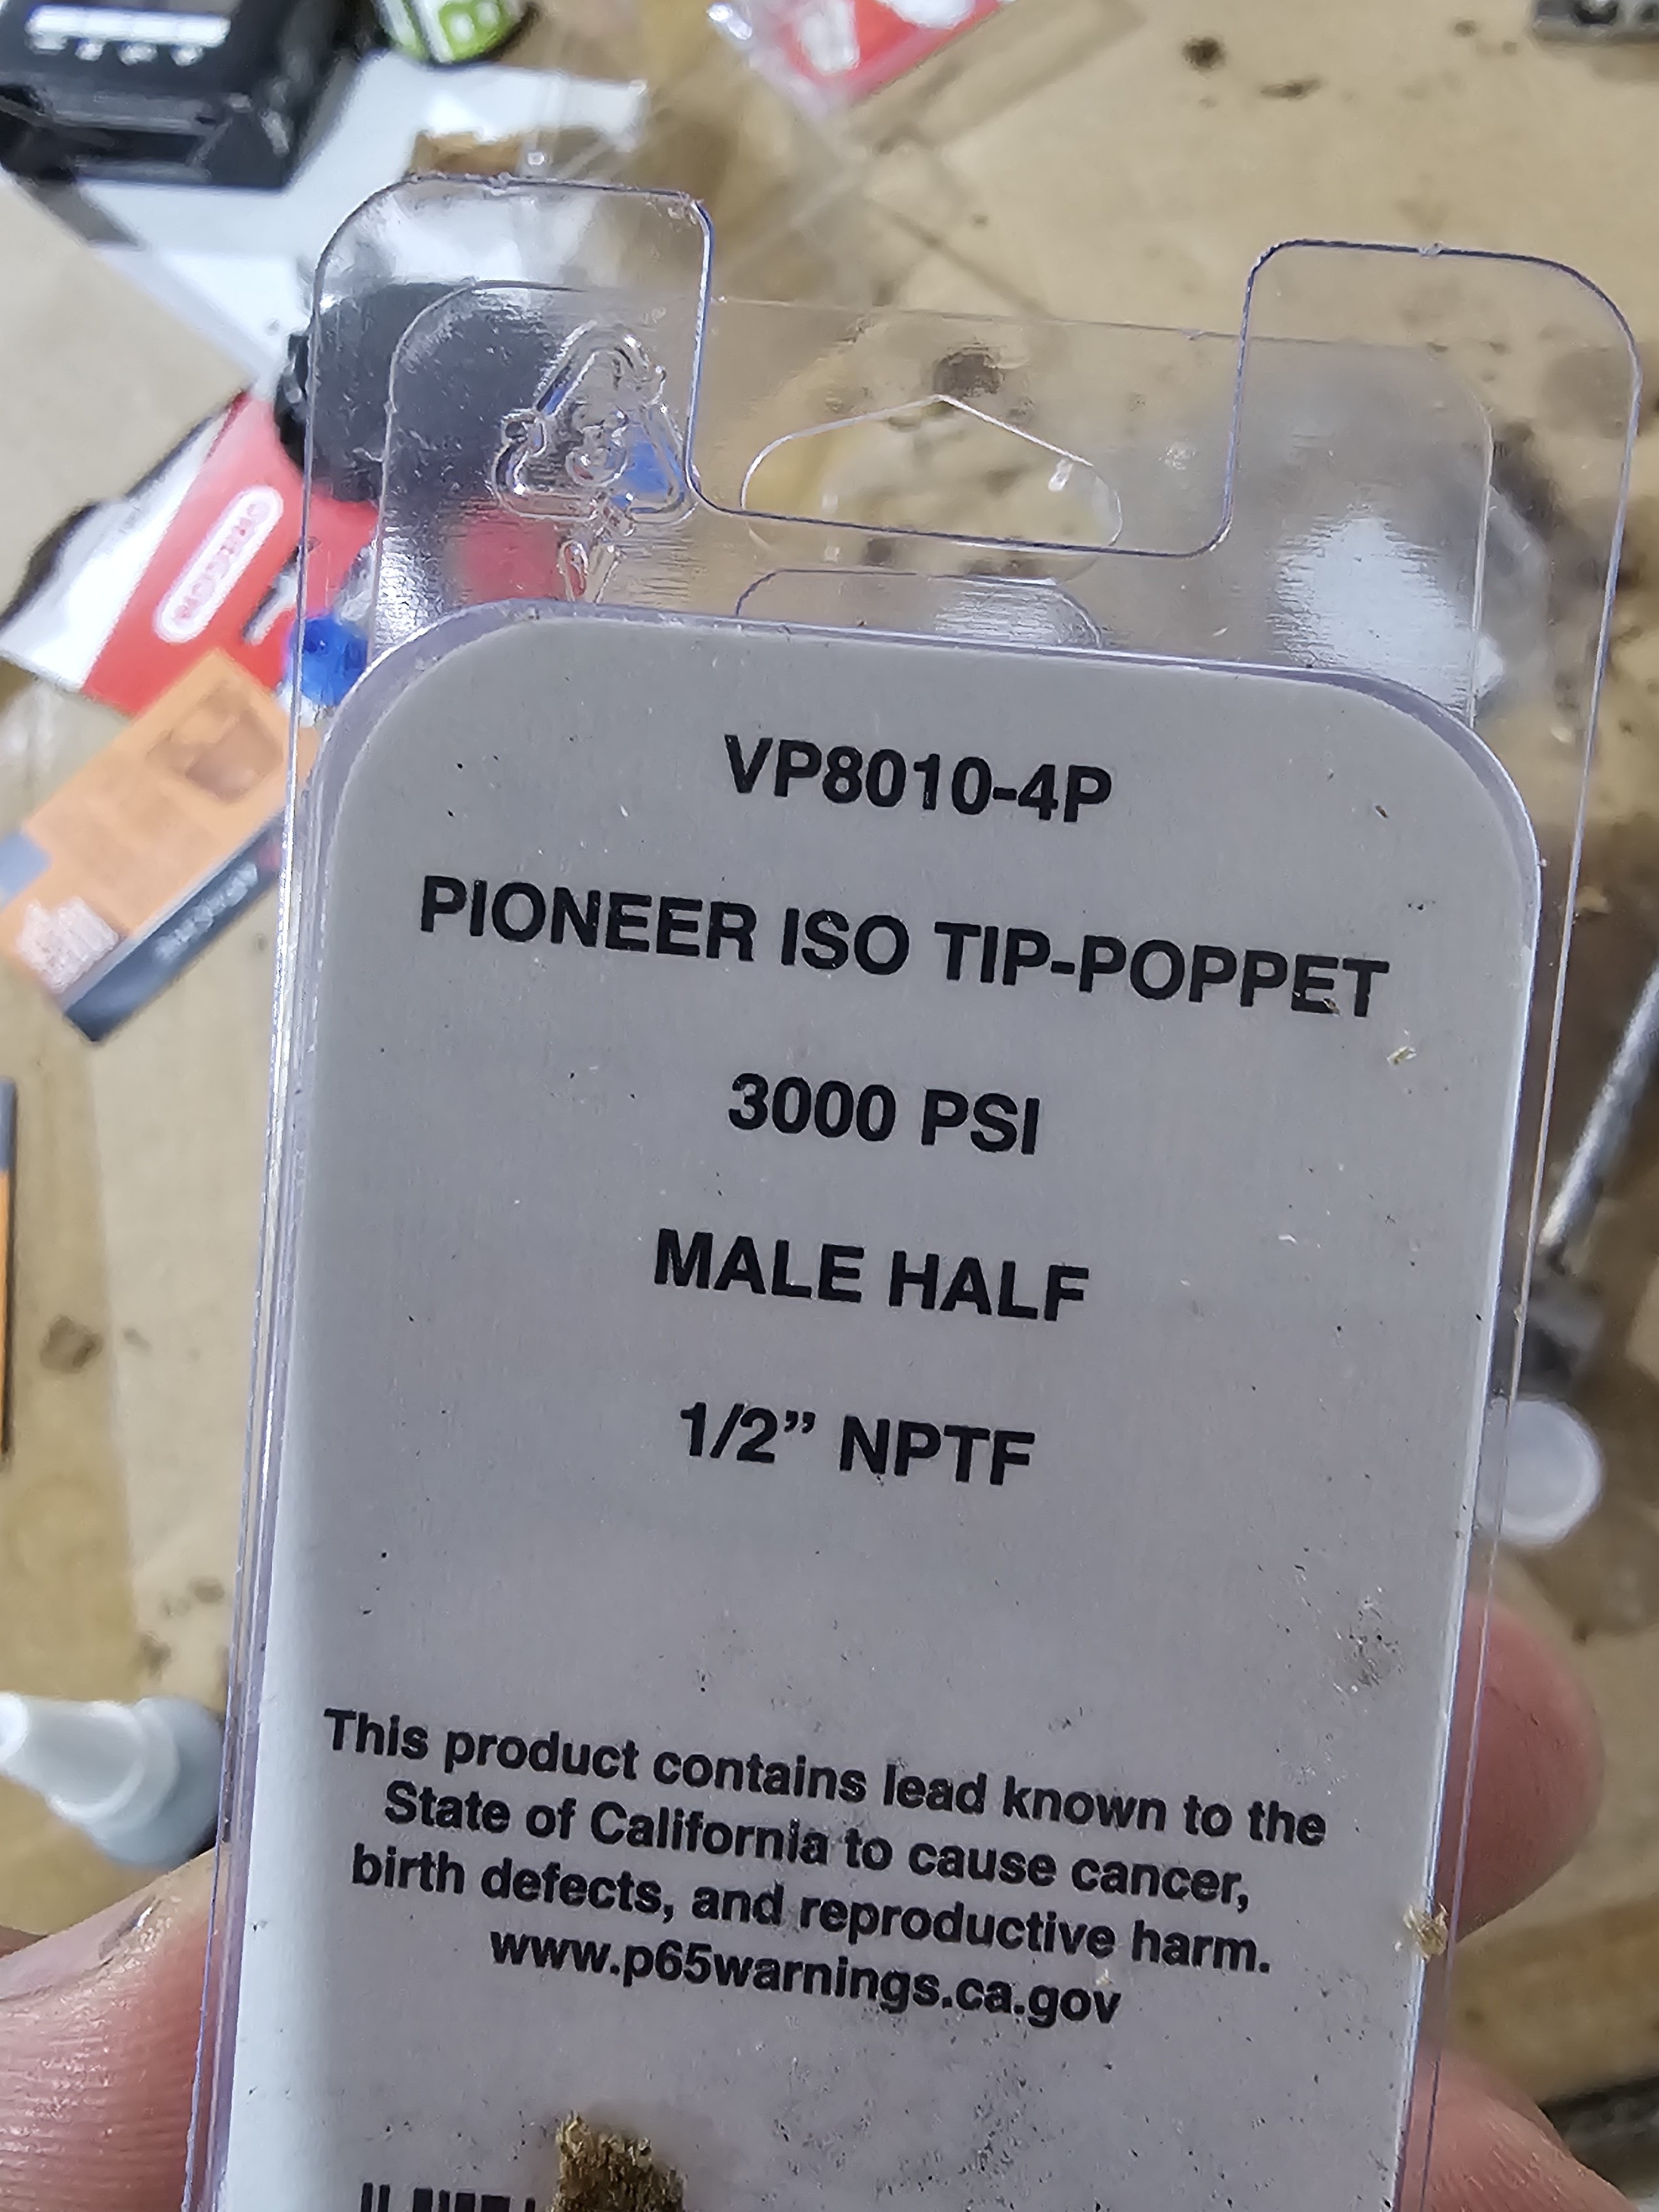 VP8010-4P
PIONEER ISO TIP-POPPET
3000 PSI
MALE HALF
1/2” NPTF
This product contains lead known to the
State of California to cause cancer,
birth defects, and reproductive harm.
www.p65warnings.ca.gov